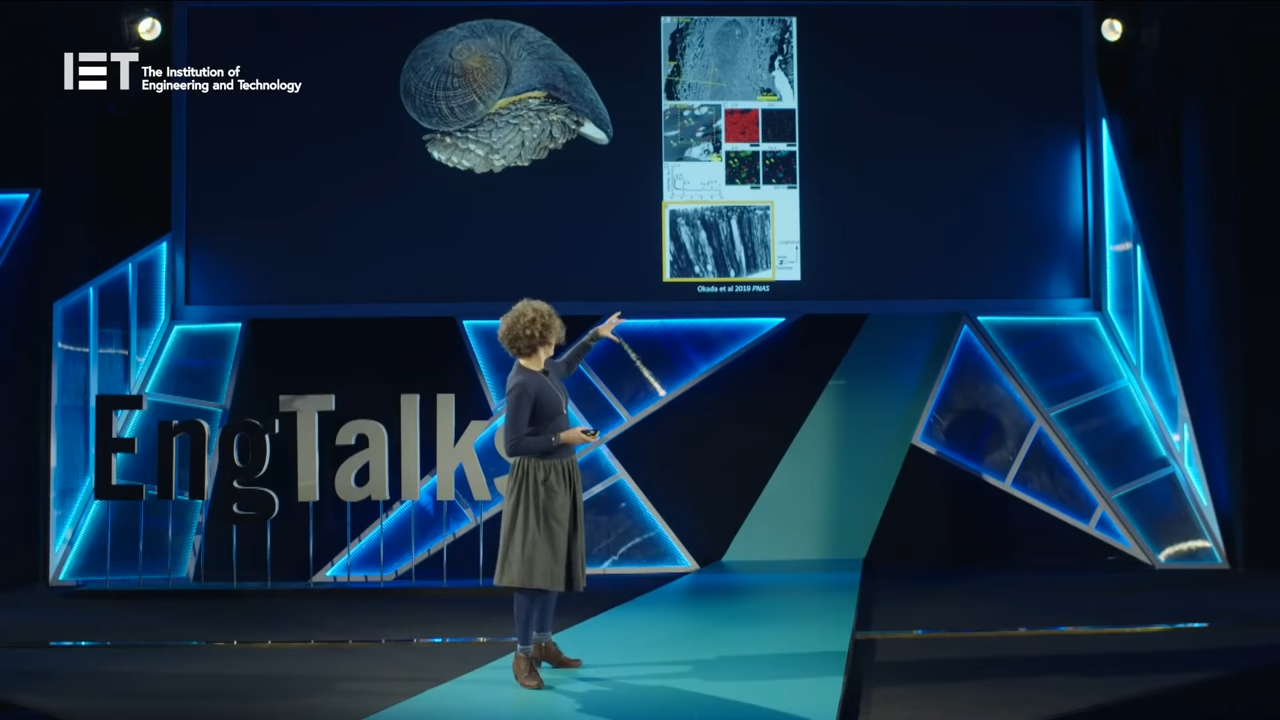 IET The Institution of
Engineering and Technology
Okada et al 2019 PNAS
EngTalks